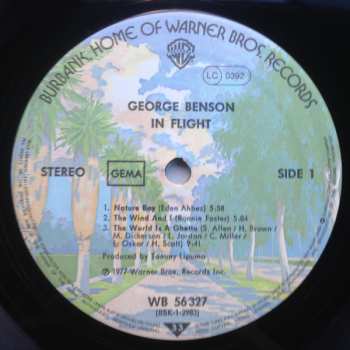 BURBANK, HOME OF WARNER BROS. RECORDS
WB
LC 0392
GEORGE BENSON
IN FLIGHT
STEREO
GEMA
SIDE 1
1. Nature Boy (Eden Ahbez) 5:58
2. The Wind And I (Ronnie Foster) 5:04
3. The World Is A Ghetto (S. Allen / H. Brown /
M. Dickerson / L. Jordan / C. Miller /
L. Oskar / H. Scott) 9:41
Produced by Tommy Lipuma
℗ 1977 Warner Bros. Records Inc.
WB 56 327
(BSK-1-2983)
33